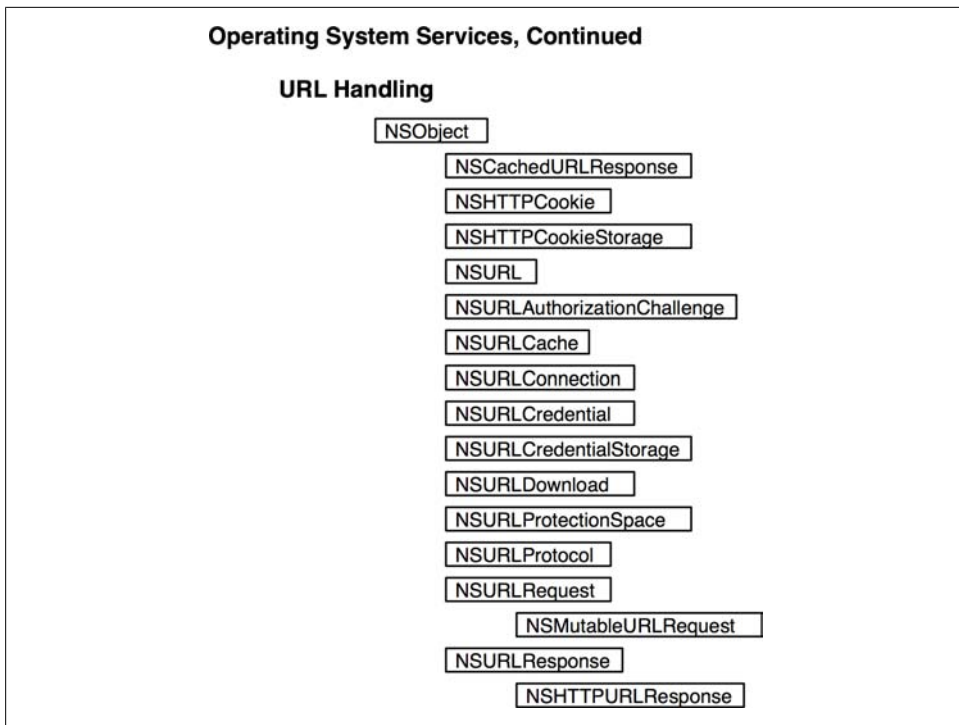 Operating System Services, Continued
URL Handling
NSObject
NSCachedURLResponse
NSHTTPCookie
NSHTTPCookieStorage
NSURL
NSURLAuthorizationChallenge
NSURLCache
NSURLConnection
NSURLCredential
NSURLCredentialStorage
NSURLDownload
NSURLProtectionSpace
NSURLProtocol
NSURLRequest
NSMutableURLRequest
NSURLResponse
NSHTTPURLResponse